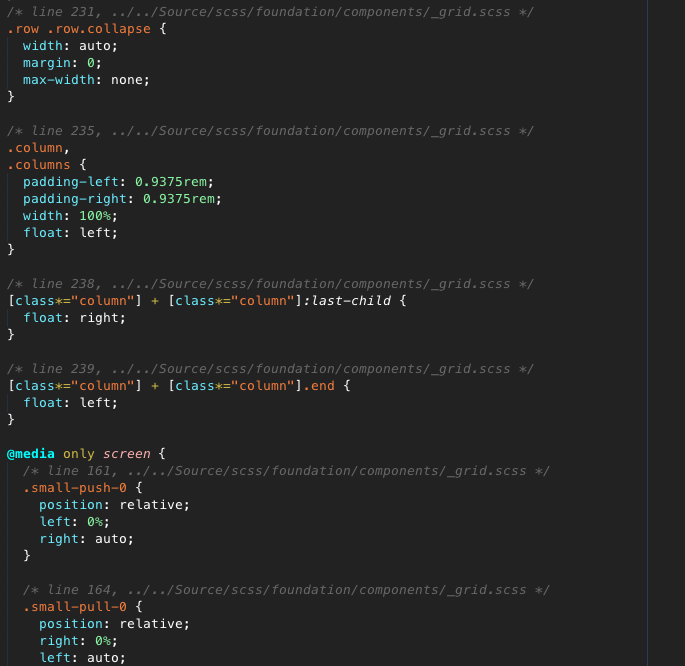 /* line 231, ../../Source/scss/foundation/components/_grid.scss */
.row .row.collapse {
  width: auto;
  margin: 0;
  max-width: none;
}

/* line 235, ../../Source/scss/foundation/components/_grid.scss */
.column,
.columns {
  padding-left: 0.9375rem;
  padding-right: 0.9375rem;
  width: 100%;
  float: left;
}

/* line 238, ../../Source/scss/foundation/components/_grid.scss */
[class*="column"] + [class*="column"]:last-child {
  float: right;
}

/* line 239, ../../Source/scss/foundation/components/_grid.scss */
[class*="column"] + [class*="column"].end {
  float: left;
}

@media only screen {
  /* line 161, ../../Source/scss/foundation/components/_grid.scss */
  .small-push-0 {
    position: relative;
    left: 0%;
    right: auto;
  }

  /* line 164, ../../Source/scss/foundation/components/_grid.scss */
  .small-pull-0 {
    position: relative;
    right: 0%;
    left: auto;